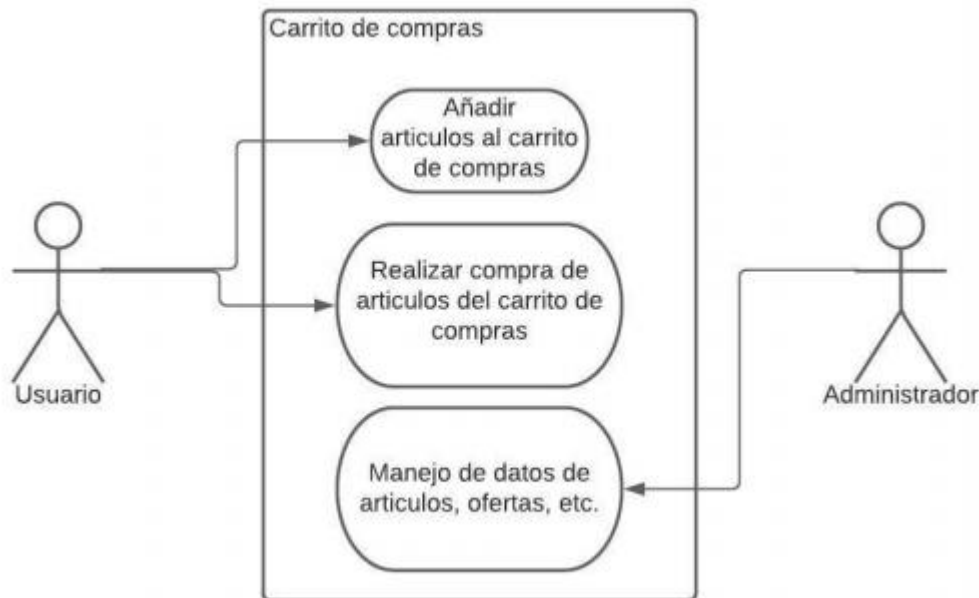 Carrito de compras
Añadir
articulos al carrito
de compras
Realizar compra de
articulos del carrito de
compras
Usuario
Administrador
Manejo de datos de
articulos, ofertas, etc.